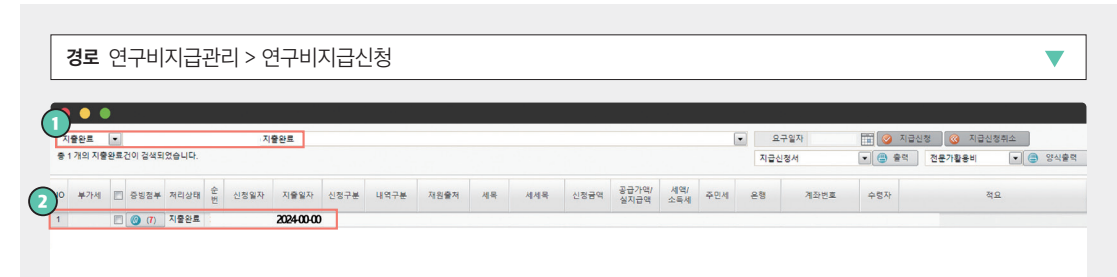 경로 연구비지급관리 > 연구비지급신청
1
지출완료 지출완료 요구일자 지급신청 지급신청취소
총 1 개의 지출완료건이 검색되었습니다. 지급신청서 출력 전문가활용비 양식출력
2
NO 부가세 증빙첨부 처리상태 순번 신청일자 지출일자 신청구분 내역구분 재원출처 세목 세세목 신청금액 공급가액/실지급액 세액/소득세 주민세 은행 계좌번호 수령자 적요
1 (7) 지출완료 2024-00-00